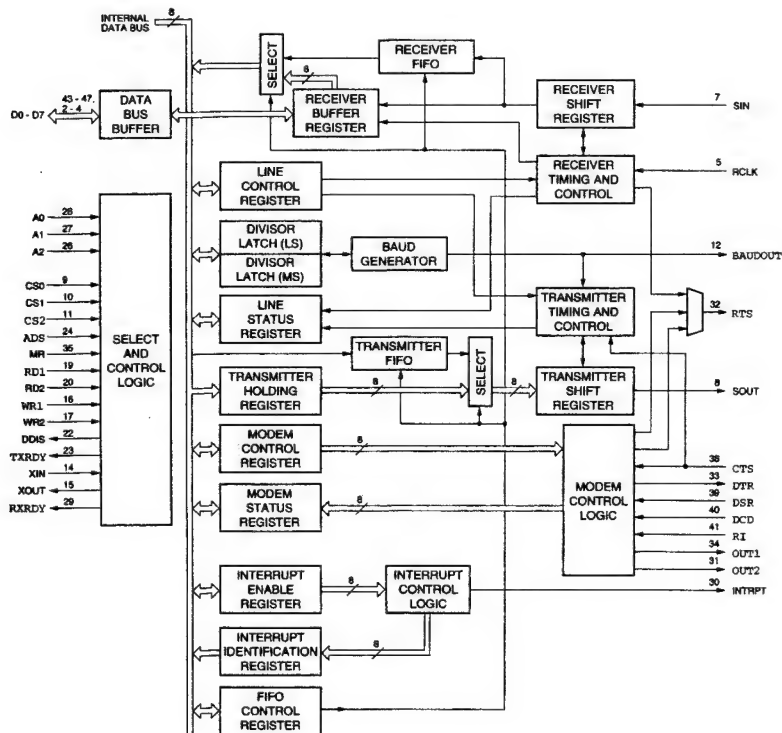 INTERNAL
DATA BUS
8
SELECT
8
RECEIVER
FIFO
RECEIVER
BUFFER
REGISTER
RECEIVER
SHIFT
REGISTER
7
SIN
D0 - D7
43 - 47,
2 - 4
DATA
BUS
BUFFER
LINE
CONTROL
REGISTER
RECEIVER
TIMING AND
CONTROL
5
RCLK
DIVISOR
LATCH (LS)
DIVISOR
LATCH (MS)
BAUD
GENERATOR
12
BAUDOUT
LINE
STATUS
REGISTER
TRANSMITTER
TIMING AND
CONTROL
32
RTS
TRANSMITTER
FIFO
SELECT
TRANSMITTER
HOLDING
REGISTER
8
8
TRANSMITTER
SHIFT
REGISTER
8
SOUT
A0
28
A1
27
A2
26
CS0
9
CS1
10
CS2
11
ADS
24
MR
35
RD1
19
RD2
20
WR1
16
WR2
17
DDIS
22
TXRDY
23
XIN
14
XOUT
15
RXRDY
29
SELECT
AND
CONTROL
LOGIC
MODEM
CONTROL
REGISTER
8
MODEM
STATUS
REGISTER
8
MODEM
CONTROL
LOGIC
38
CTS
33
DTR
39
DSR
40
DCD
41
RI
34
OUT1
31
OUT2
INTERRUPT
ENABLE
REGISTER
8
INTERRUPT
CONTROL
LOGIC
30
INTRPT
INTERRUPT
IDENTIFICATION
REGISTER
8
FIFO
CONTROL
REGISTER